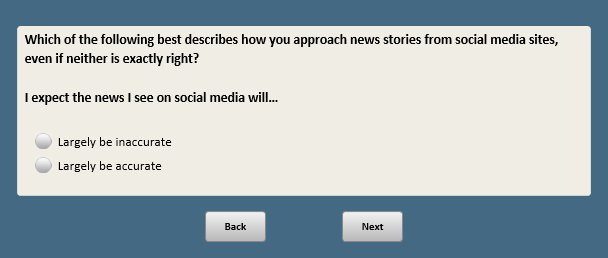 Which of the following best describes how you approach news stories from social media sites,
even if neither is exactly right?
I expect the news I see on social media will...
Largely be inaccurate
Largely be accurate
Back
Next